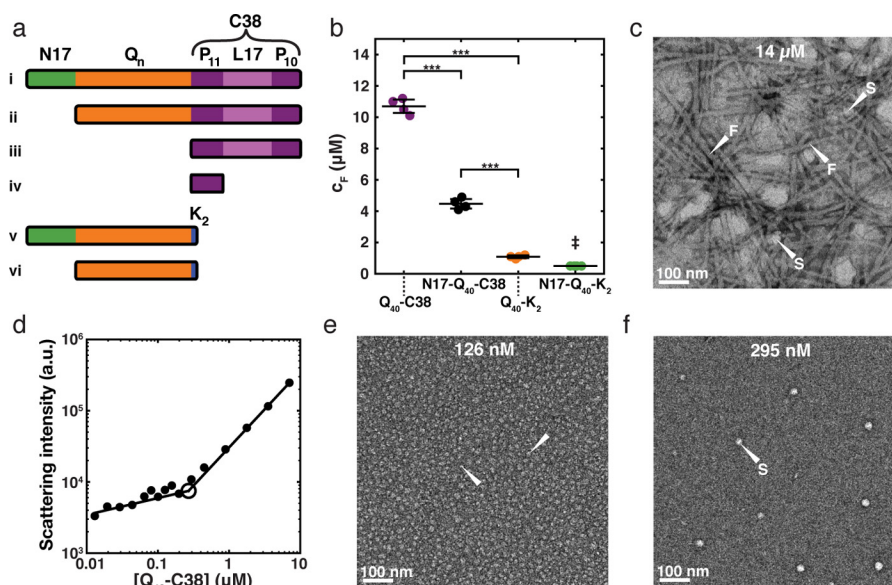 a
C38
N17 Qn P11 L17 P10
i
ii
iii
iv
K2
v
vi
b
cF (µM)
14
12
10
8
6
4
2
0
***
***
***
‡
Q40-C38
N17-Q40-C38
Q40-K2
N17-Q40-K2
c
14 µM
S
F
F
S
100 nm
d
Scattering intensity (a.u.)
10^6
10^5
10^4
10^3
0.01 0.1 1 10
-C38] (µM)
e
126 nM
100 nm
f
295 nM
S
100 nm